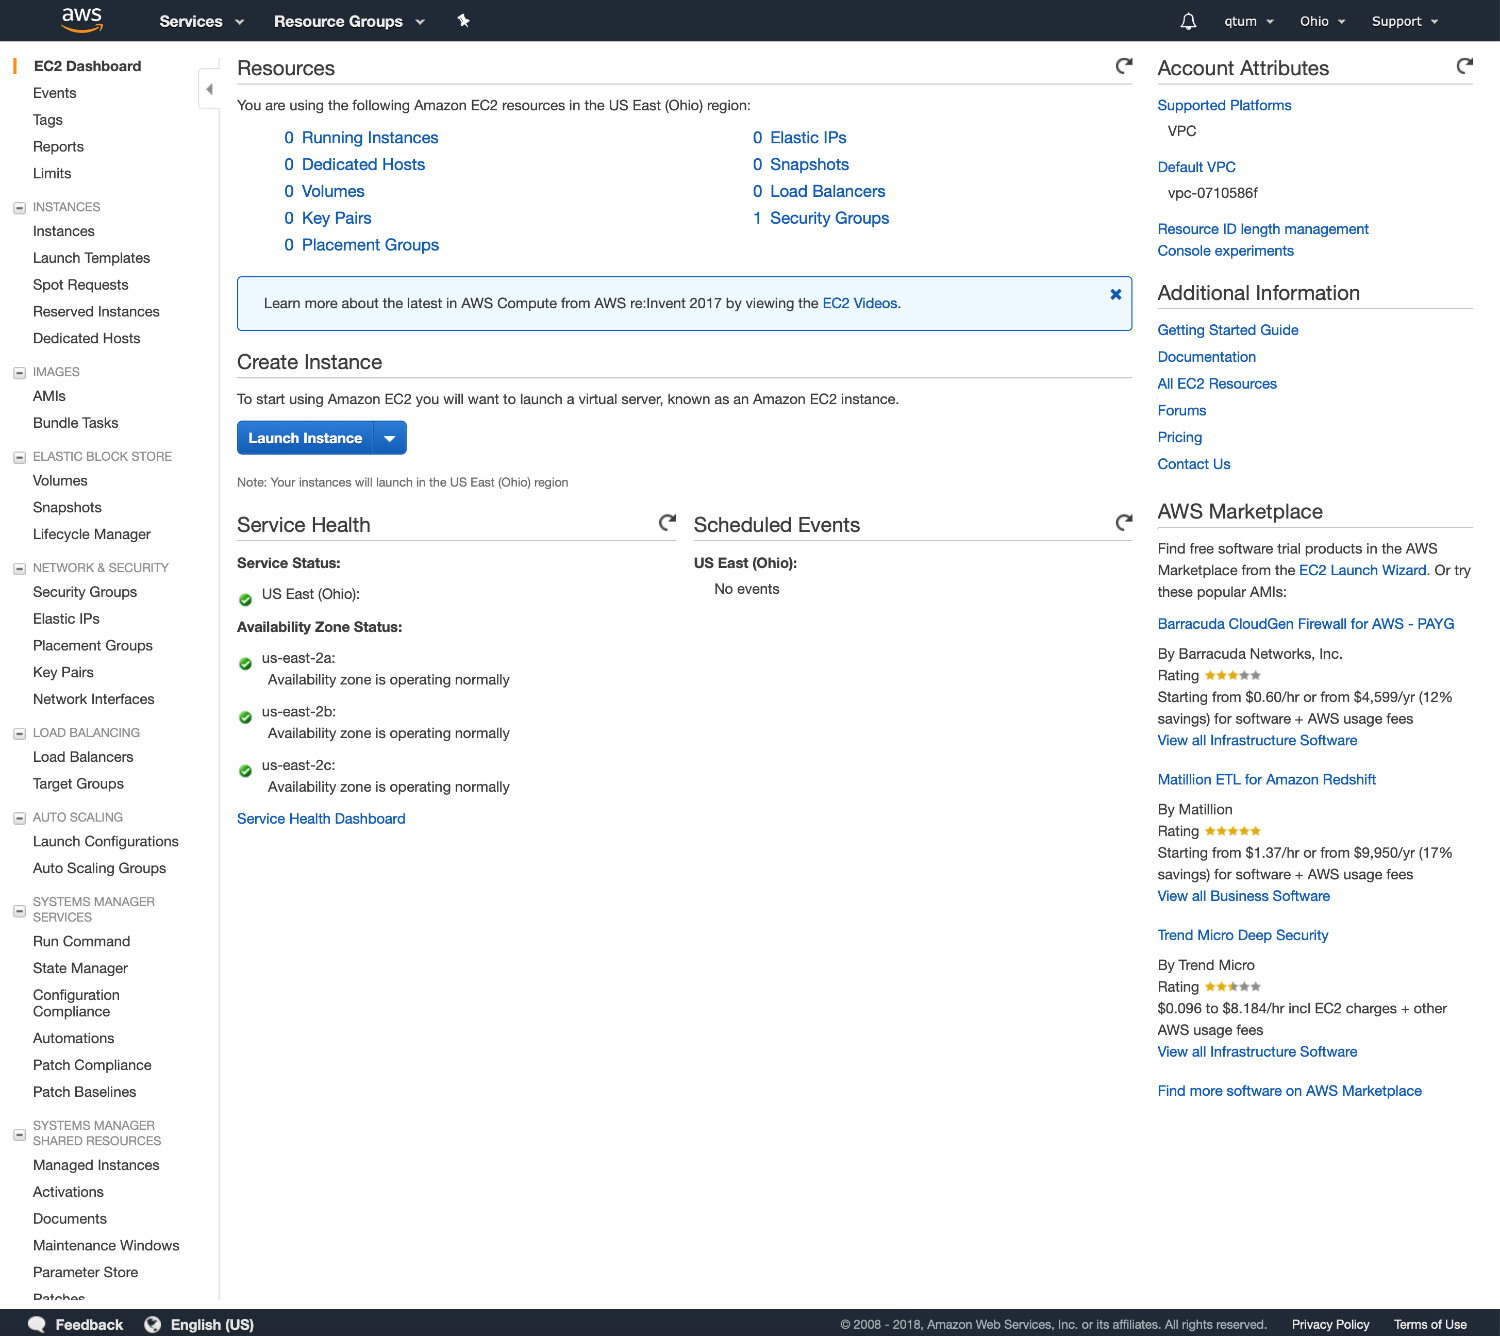 aws
Services
Resource Groups
qtum
Ohio
Support
EC2 Dashboard
Events
Tags
Reports
Limits
INSTANCES
Instances
Launch Templates
Spot Requests
Reserved Instances
Dedicated Hosts
IMAGES
AMIs
Bundle Tasks
ELASTIC BLOCK STORE
Volumes
Snapshots
Lifecycle Manager
NETWORK & SECURITY
Security Groups
Elastic IPs
Placement Groups
Key Pairs
Network Interfaces
LOAD BALANCING
Load Balancers
Target Groups
AUTO SCALING
Launch Configurations
Auto Scaling Groups
SYSTEMS MANAGER
SERVICES
Run Command
State Manager
Configuration
Compliance
Automations
Patch Compliance
Patch Baselines
SYSTEMS MANAGER
SHARED RESOURCES
Managed Instances
Activations
Documents
Maintenance Windows
Parameter Store
Patches
Resources
You are using the following Amazon EC2 resources in the US East (Ohio) region:
0 Running Instances
0 Dedicated Hosts
0 Volumes
0 Key Pairs
0 Placement Groups
0 Elastic IPs
0 Snapshots
0 Load Balancers
1 Security Groups
Learn more about the latest in AWS Compute from AWS re:Invent 2017 by viewing the EC2 Videos.
Create Instance
To start using Amazon EC2 you will want to launch a virtual server, known as an Amazon EC2 instance.
Launch Instance
Note: Your instances will launch in the US East (Ohio) region
Service Health
Service Status:
US East (Ohio):
Availability Zone Status:
us-east-2a:
Availability zone is operating normally
us-east-2b:
Availability zone is operating normally
us-east-2c:
Availability zone is operating normally
Service Health Dashboard
Scheduled Events
US East (Ohio):
No events
Account Attributes
Supported Platforms
VPC
Default VPC
vpc-0710586f
Resource ID length management
Console experiments
Additional Information
Getting Started Guide
Documentation
All EC2 Resources
Forums
Pricing
Contact Us
AWS Marketplace
Find free software trial products in the AWS
Marketplace from the EC2 Launch Wizard. Or try
these popular AMIs:
Barracuda CloudGen Firewall for AWS - PAYG
By Barracuda Networks, Inc.
Rating
Starting from $0.60/hr or from $4,599/yr (12%
savings) for software + AWS usage fees
View all Infrastructure Software
Matillion ETL for Amazon Redshift
By Matillion
Rating
Starting from $1.37/hr or from $9,950/yr (17%
savings) for software + AWS usage fees
View all Business Software
Trend Micro Deep Security
By Trend Micro
Rating
$0.096 to $8.184/hr incl EC2 charges + other
AWS usage fees
View all Infrastructure Software
Find more software on AWS Marketplace
Feedback
English (US)
© 2008 - 2018, Amazon Web Services, Inc. or its affiliates. All rights reserved.
Privacy Policy
Terms of Use